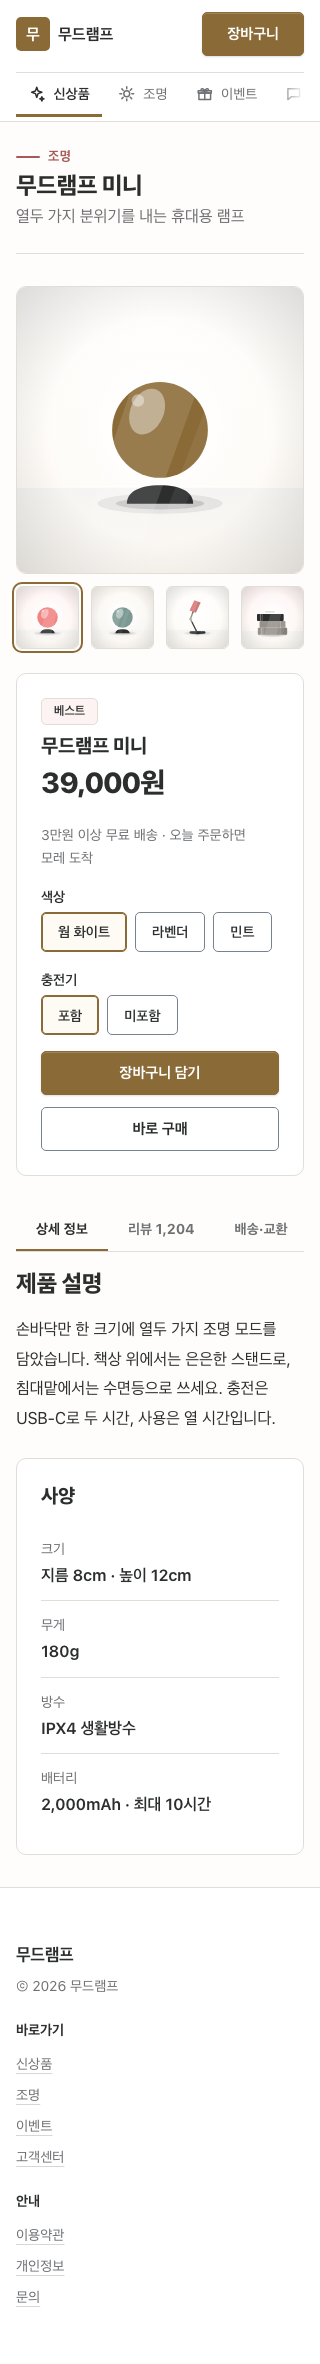 무 무드램프
장바구니
신상품
조명
이벤트
조명
무드램프 미니
열두 가지 분위기를 내는 휴대용 램프
베스트
무드램프 미니
39,000원
3만원 이상 무료 배송 · 오늘 주문하면
모레 도착
색상
웜 화이트
라벤더
민트
충전기
포함
미포함
장바구니 담기
바로 구매
상세 정보
리뷰 1,204
배송·교환
제품 설명
손바닥만 한 크기에 열두 가지 조명 모드를
담았습니다. 책상 위에서는 은은한 스탠드로,
침대맡에서는 수면등으로 쓰세요. 충전은
USB-C로 두 시간, 사용은 열 시간입니다.
사양
크기
지름 8cm · 높이 12cm
무게
180g
방수
IPX4 생활방수
배터리
2,000mAh · 최대 10시간
무드램프
© 2026 무드램프
바로가기
신상품
조명
이벤트
고객센터
안내
이용약관
개인정보
문의